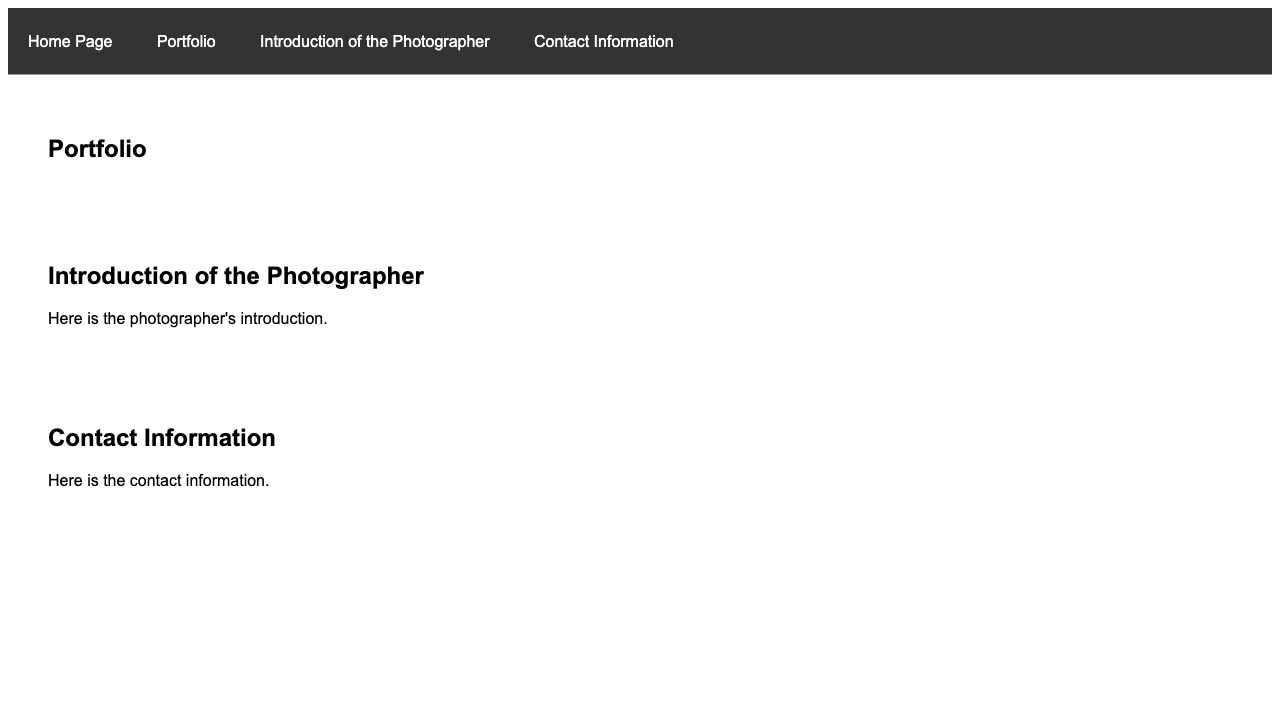 Home Page Portfolio Introduction of the Photographer Contact Information
Portfolio
Introduction of the Photographer
Here is the photographer's introduction.
Contact Information
Here is the contact information.